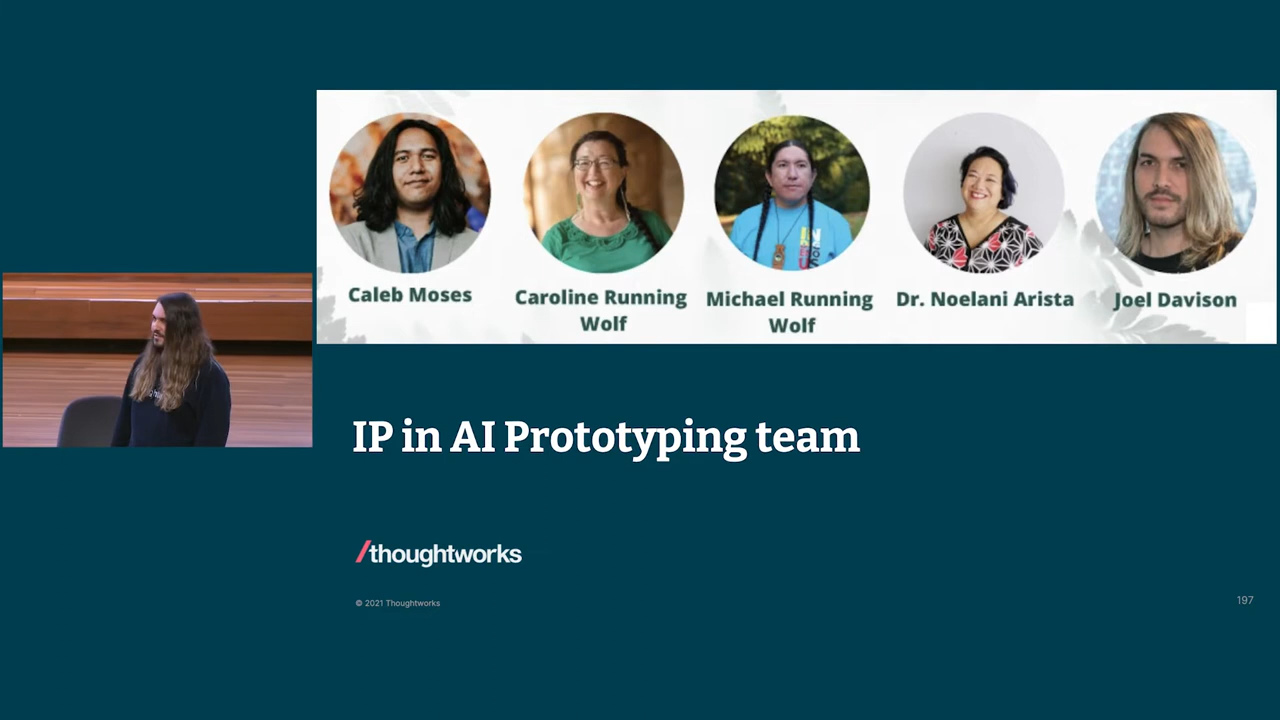 Caleb Moses
Caroline Running
Wolf
Michael Running
Wolf
Dr. Noelani Arista
Joel Davison
IP in AI Prototyping team
/thoughtworks
© 2021 Thoughtworks
197